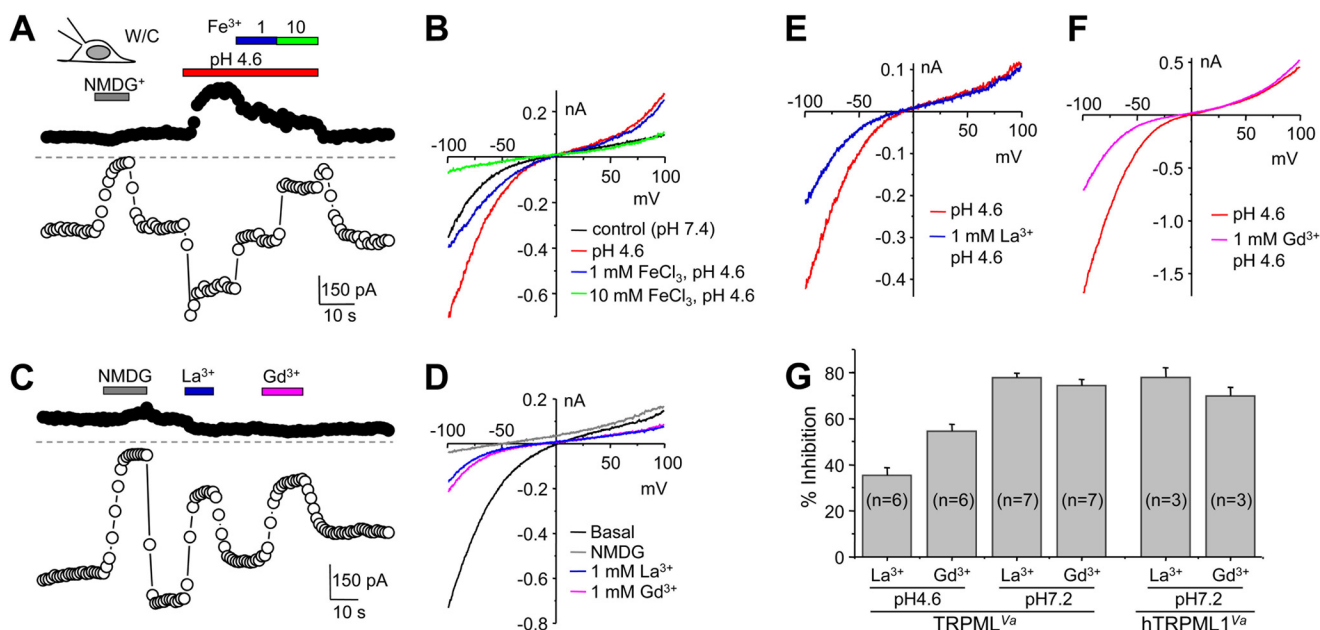 A
W/C
Fe³⁺ 1 10
pH 4.6
NMDG⁺
150 pA
10 s
B
nA
0.2
-100 -50
50 100
mV
-0.2
-0.4
-0.6
control (pH 7.4)
pH 4.6
1 mM FeCl₃, pH 4.6
10 mM FeCl₃, pH 4.6
C
NMDG La³⁺ Gd³⁺
150 pA
10 s
D
0.2 nA
-100 -50
50 100
mV
-0.2
-0.4
-0.6
-0.8
Basal
NMDG
1 mM La³⁺
1 mM Gd³⁺
E
nA
0.1
-100 -50
50 100
mV
-0.1
-0.2
-0.3
-0.4
pH 4.6
1 mM La³⁺
pH 4.6
F
nA
0.5
-100 -50
50 100
mV
-0.5
-1.0
-1.5
pH 4.6
1 mM Gd³⁺
pH 4.6
G
% Inhibition
80
60
40
20
0
(n=6) (n=6) (n=7) (n=7) (n=3) (n=3)
La³⁺ Gd³⁺ La³⁺ Gd³⁺ La³⁺ Gd³⁺
pH4.6 pH7.2 pH7.2
TRPMLⱽᵃ hTRPML1ⱽᵃ